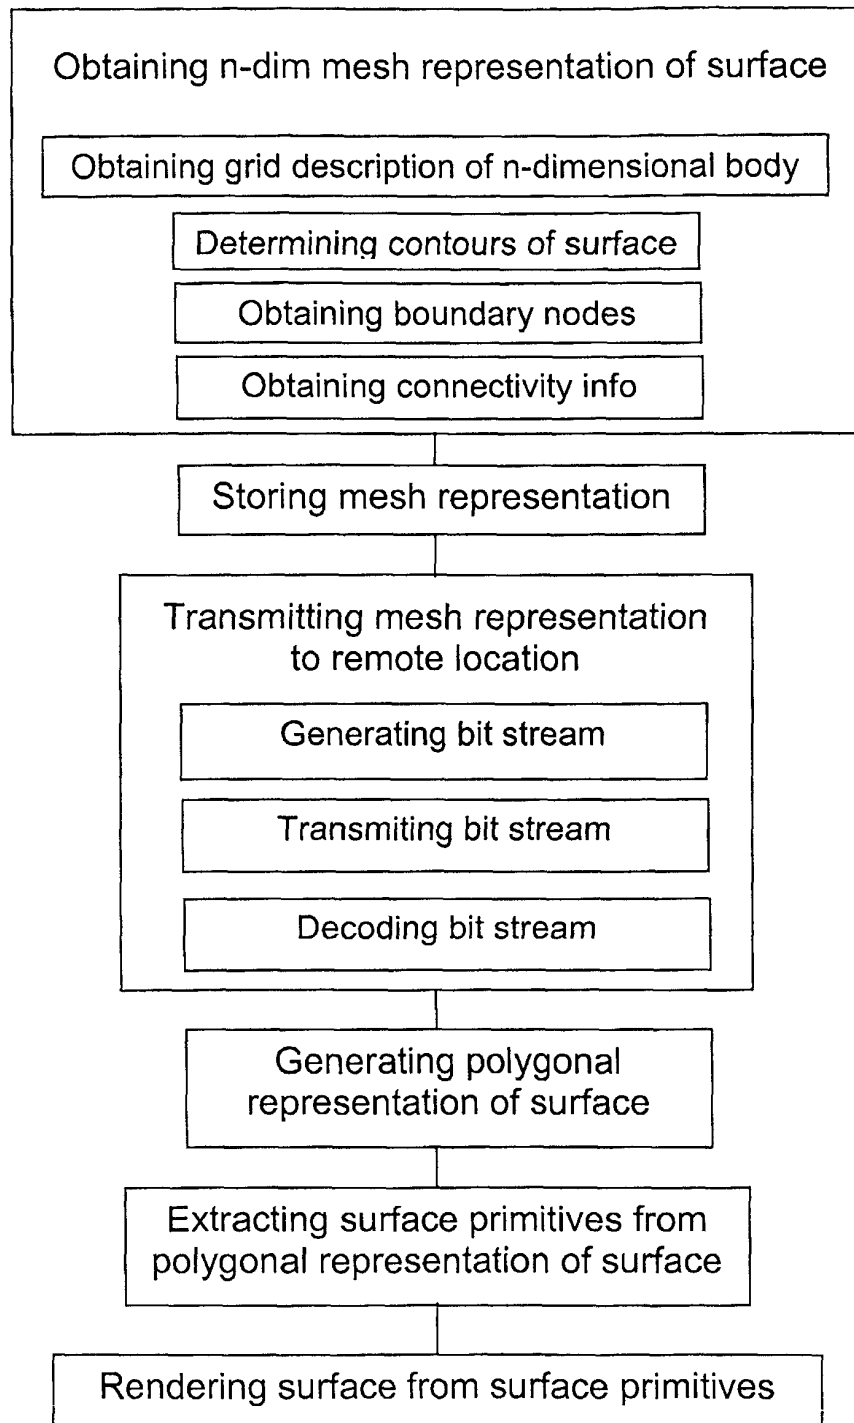 Obtaining n-dim mesh representation of surface
Obtaining grid description of n-dimensional body
Determining contours of surface
Obtaining boundary nodes
Obtaining connectivity info
Storing mesh representation
Transmitting mesh representation
to remote location
Generating bit stream
Transmiting bit stream
Decoding bit stream
Generating polygonal
representation of surface
Extracting surface primitives from
polygonal representation of surface
Rendering surface from surface primitives